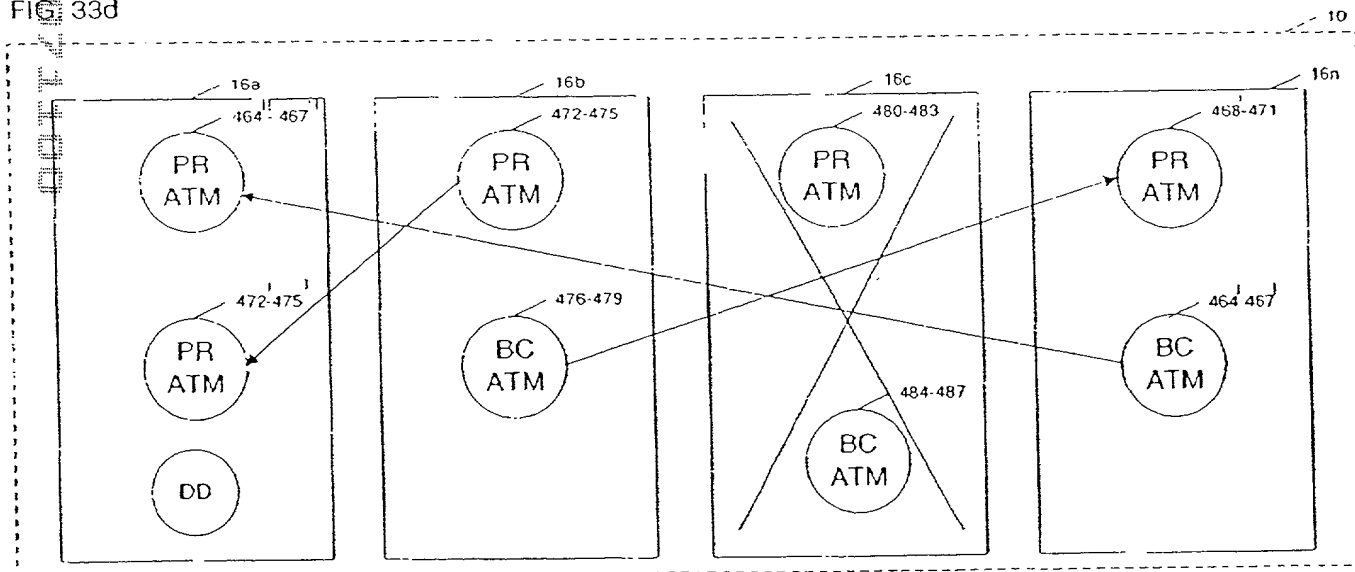 FIG. 33d
10
16a
16b
16c
16n
464'-467'
472-475
480-483
468'-471
PR
ATM
PR
ATM
PR
ATM
PR
ATM
472'-475'
476-479
464'467'
PR
ATM
BC
ATM
BC
ATM
484-487
BC
ATM
DD